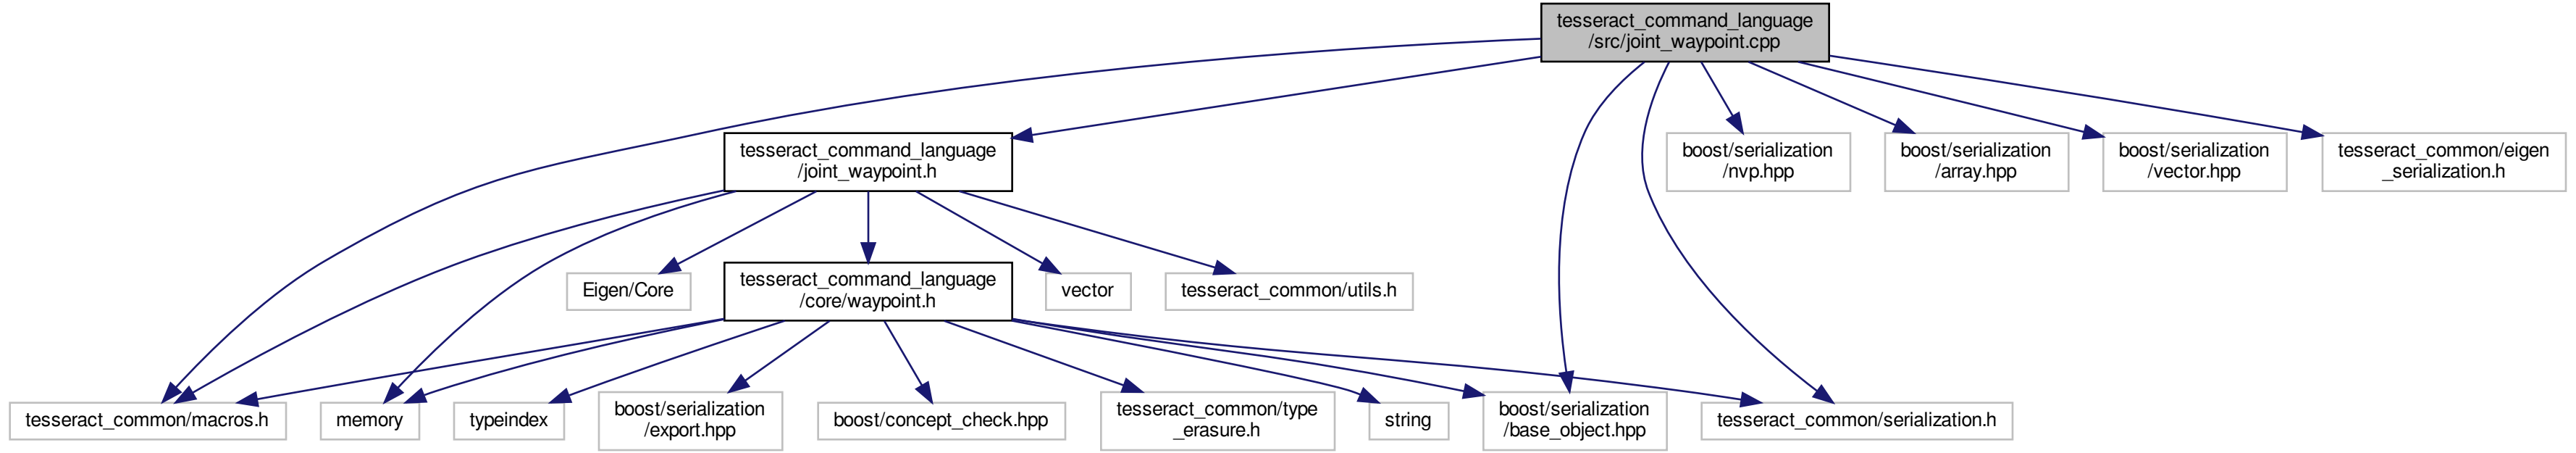 tesseract_command_language
/src/joint_waypoint.cpp
tesseract_command_language
/joint_waypoint.h
boost/serialization
/nvp.hpp
boost/serialization
/array.hpp
boost/serialization
/vector.hpp
tesseract_common/eigen
_serialization.h
Eigen/Core
tesseract_command_language
/core/waypoint.h
vector
tesseract_common/utils.h
tesseract_common/macros.h
memory
typeindex
boost/serialization
/export.hpp
boost/concept_check.hpp
tesseract_common/type
_erasure.h
string
boost/serialization
/base_object.hpp
tesseract_common/serialization.h